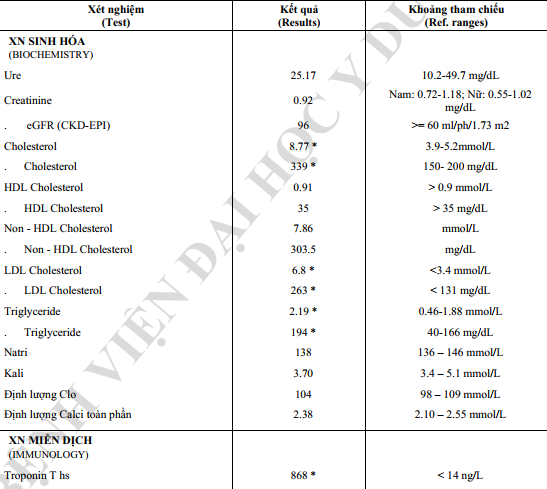 Xét nghiệm Kết quả Khoảng tham chiếu
(Test) (Results) (Ref. ranges)
XN SINH HÓA
(BIOCHEMISTRY)
Ure 25.17 10.2-49.7 mg/dL
Creatinine 0.92 Nam: 0.72-1.18; Nữ: 0.55-1.02
mg/dL
. eGFR (CKD-EPI) 96 >= 60 ml/ph/1.73 m2
Cholesterol 8.77 * 3.9-5.2mmol/L
. Cholesterol 339 * 150- 200 mg/dL
HDL Cholesterol 0.91 > 0.9 mmol/L
. HDL Cholesterol 35 > 35 mg/dL
Non - HDL Cholesterol 7.86 mmol/L
. Non - HDL Cholesterol 303.5 mg/dL
LDL Cholesterol 6.8 * <3.4 mmol/L
. LDL Cholesterol 263 * < 131 mg/dL
Triglyceride 2.19 * 0.46-1.88 mmol/L
. Triglyceride 194 * 40-166 mg/dL
Natri 138 136 – 146 mmol/L
Kali 3.70 3.4 – 5.1 mmol/L
Định lượng Clo 104 98 – 109 mmol/L
Định lượng Calci toàn phần 2.38 2.10 – 2.55 mmol/L
XN MIỄN DỊCH
(IMMUNOLOGY)
Troponin T hs 868 * < 14 ng/L
BỆNH VIỆN ĐẠI HỌC Y DƯ